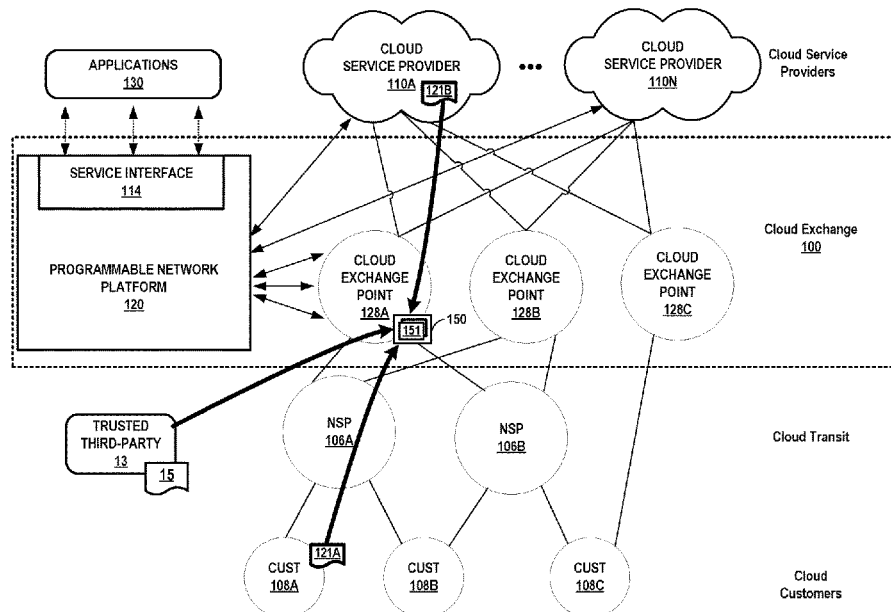 APPLICATIONS
130
CLOUD
SERVICE PROVIDER
110A
121B
•••
CLOUD
SERVICE PROVIDER
110N
Cloud Service
Providers
SERVICE INTERFACE
114
PROGRAMMABLE NETWORK
PLATFORM
120
CLOUD
EXCHANGE
POINT
128A
CLOUD
EXCHANGE
POINT
128B
CLOUD
EXCHANGE
POINT
128C
Cloud Exchange
100
151
150
TRUSTED
THIRD-PARTY
13
15
NSP
106A
NSP
106B
Cloud Transit
121A
CUST
108A
CUST
108B
CUST
108C
Cloud
Customers